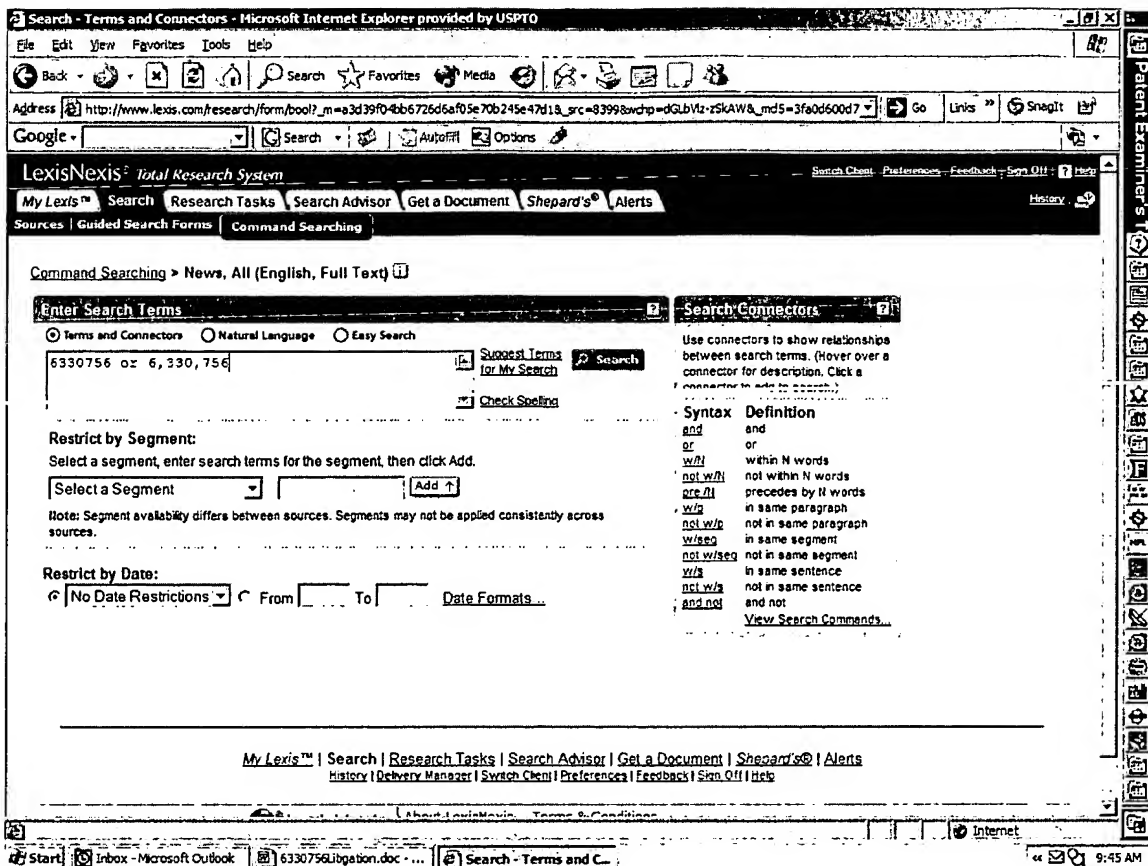 Search - Terms and Connectors - Microsoft Internet Explorer provided by USPTO
File Edit View Favorites Tools Help
Back Search Favorites Media
Address http://www.lexis.com/research/form/bool?_m=a3d39f04bb6726d6af05e70b245e47d1&_src=8399&wchp=dGLbVlz-zSkAW&_md5=3fa0d600d7 Go Links » SnagIt
Google Search AutoFill Options
LexisNexis Total Research System
Switch Client Preferences Feedback Sign Off ? Help
My Lexis™ Search Research Tasks Search Advisor Get a Document Shepard's® Alerts
History
Sources | Guided Search Forms | Command Searching
Command Searching > News, All (English, Full Text) i
Enter Search Terms ?
Terms and Connectors Natural Language Easy Search
6330756 or 6,330,756
Suggest Terms for My Search
Search
Check Spelling
Restrict by Segment:
Select a segment, enter search terms for the segment, then click Add.
Select a Segment Add ↑
Note: Segment availability differs between sources. Segments may not be applied consistently across
sources.
Restrict by Date:
No Date Restrictions From To Date Formats...
Search Connectors ?
Use connectors to show relationships
between search terms. (Hover over a
connector for description. Click a
connector to add to search.)
Syntax Definition
and and
or or
w/N within N words
not w/N not within N words
pre/N precedes by N words
w/p in same paragraph
not w/p not in same paragraph
w/seg in same segment
not w/seg not in same segment
w/s in same sentence
not w/s not in same sentence
and not and not
View Search Commands...
My Lexis™ | Search | Research Tasks | Search Advisor | Get a Document | Shepard's® | Alerts
History | Delivery Manager | Switch Client | Preferences | Feedback | Sign Off | Help
About LexisNexis Terms & Conditions
Internet
Start Inbox - Microsoft Outlook 6330756Litigation.doc - ... Search - Terms and C...
« 9:45 AM
Patent Examiner's T